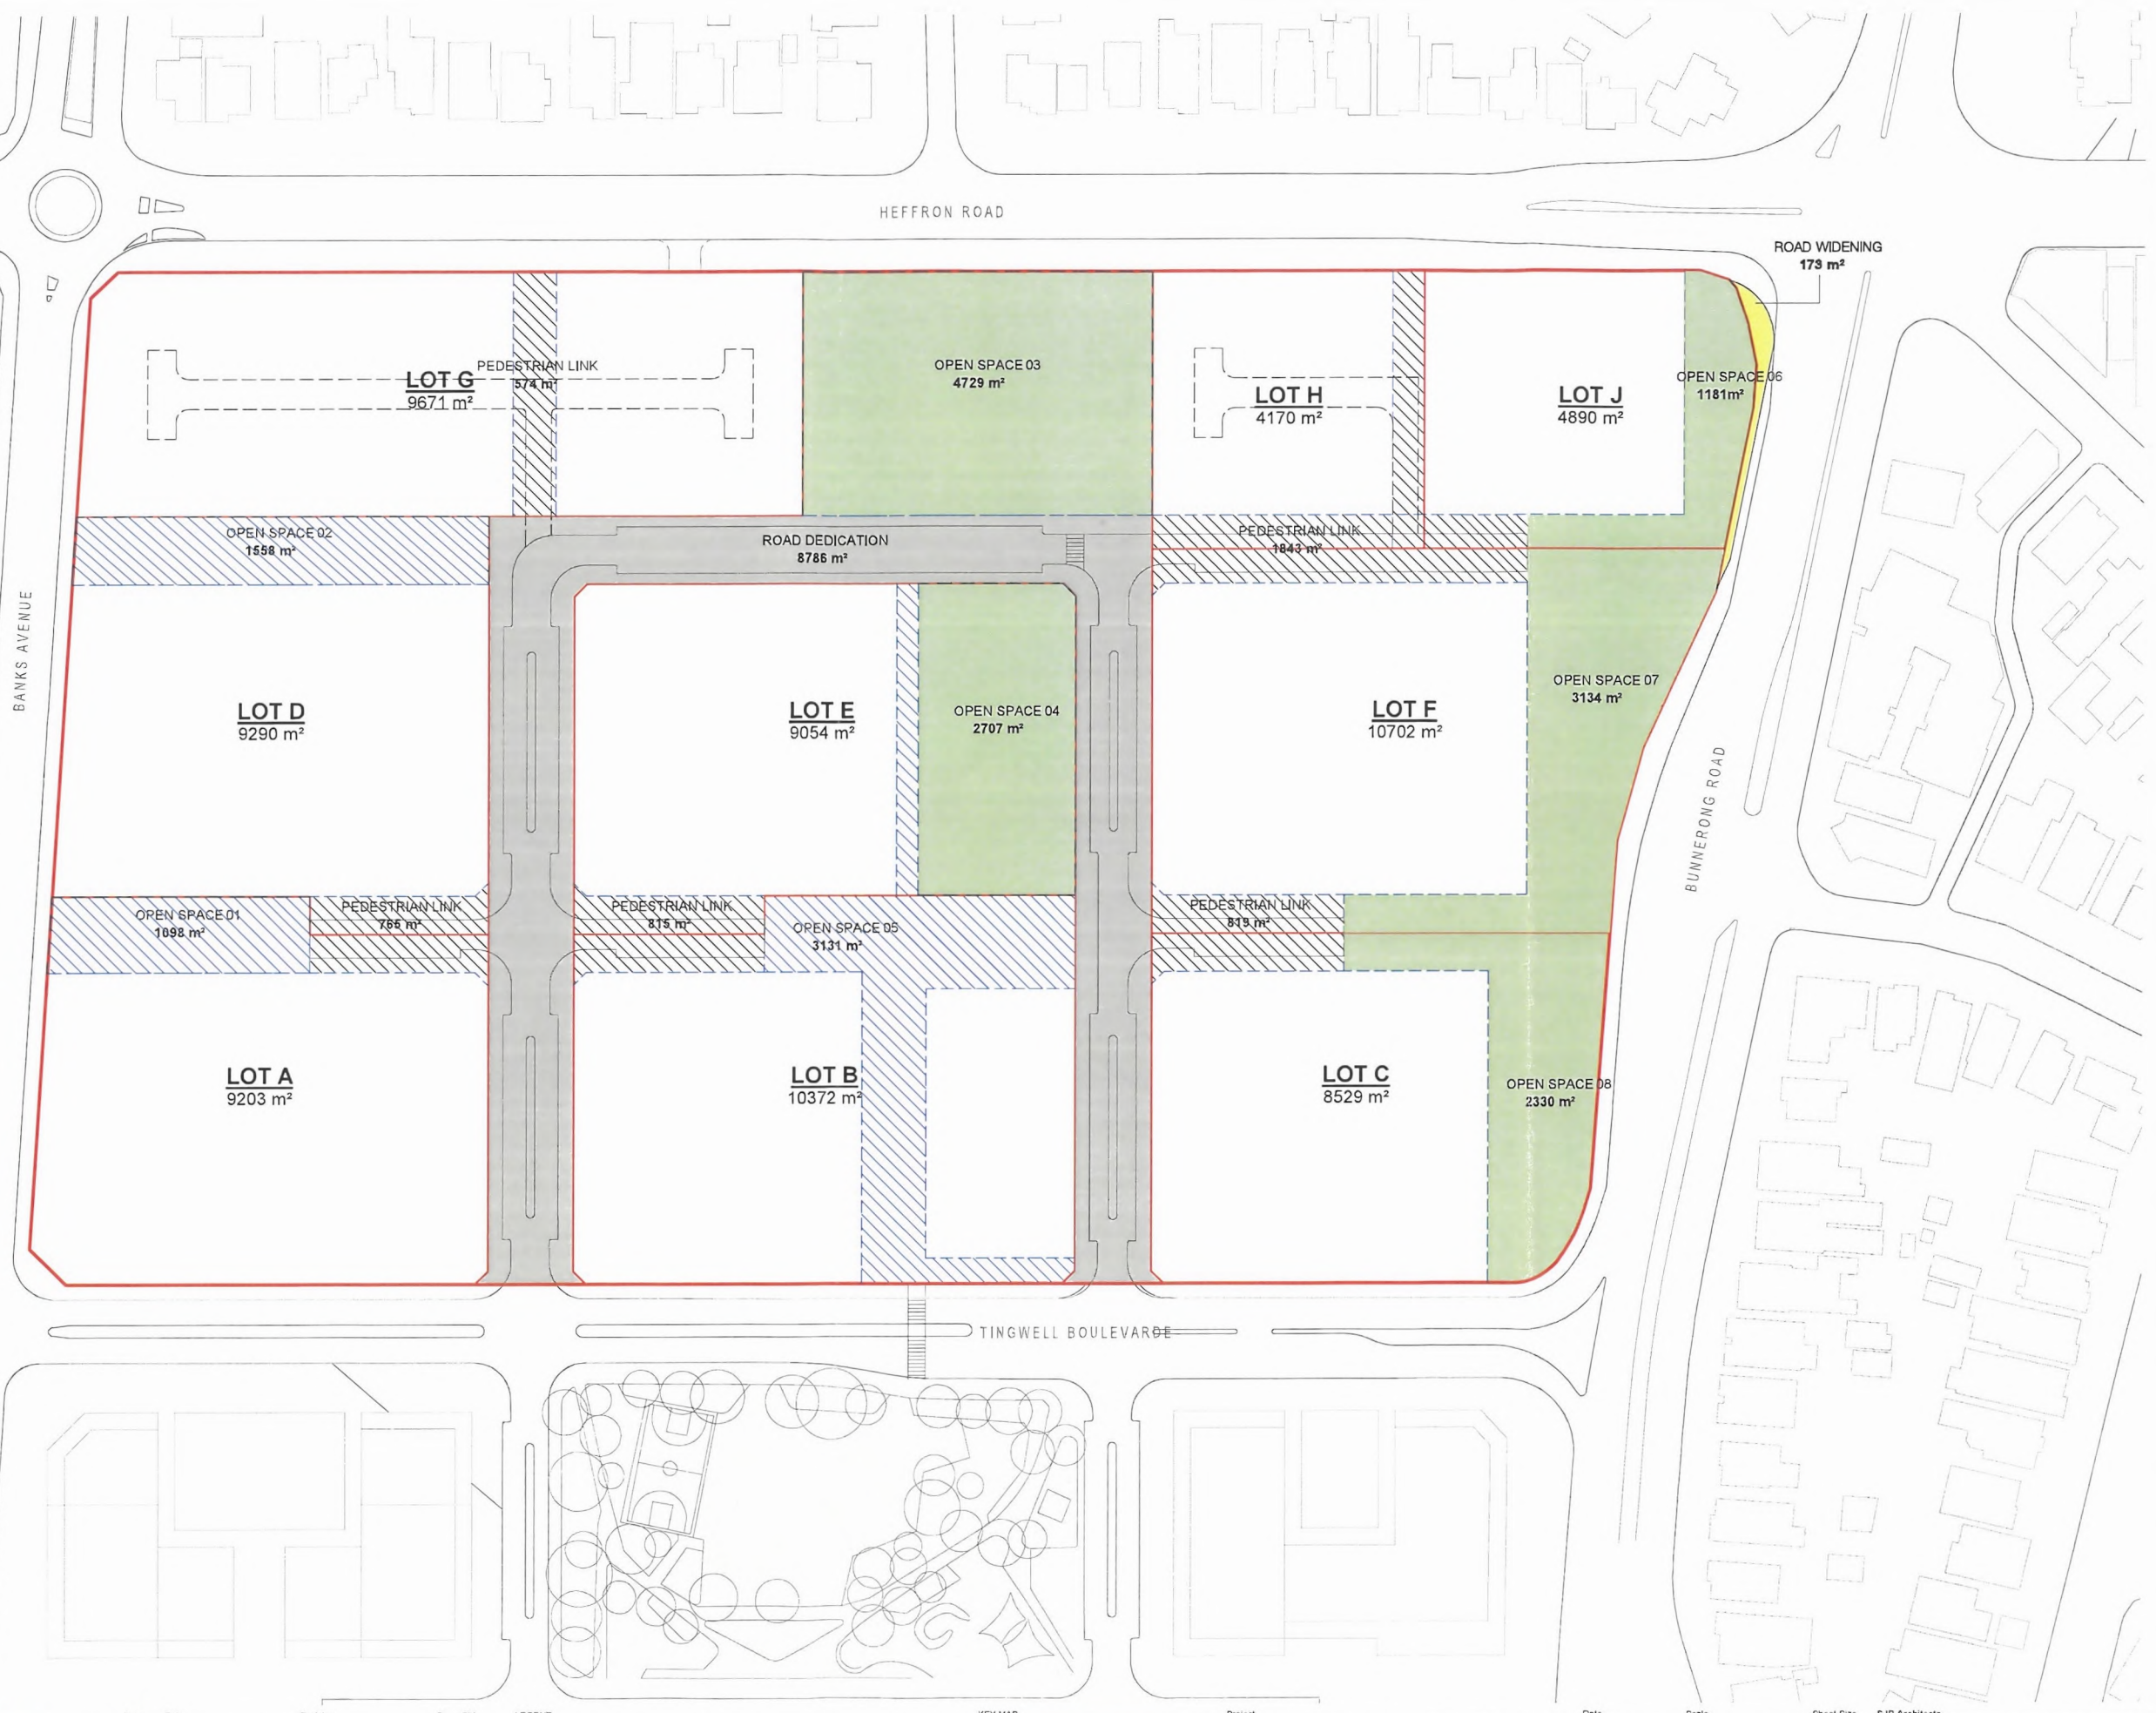 HEFFRON ROAD
ROAD WIDENING
173 m²
LOT G
9671 m²
PEDESTRIAN LINK
574 m²
OPEN SPACE 03
4729 m²
LOT H
4170 m²
LOT J
4890 m²
OPEN SPACE 06
1181m²
OPEN SPACE 02
1558 m²
ROAD DEDICATION
8786 m²
PEDESTRIAN LINK
1843 m²
BANKS AVENUE
LOT D
9290 m²
LOT E
9054 m²
OPEN SPACE 04
2707 m²
LOT F
10702 m²
OPEN SPACE 07
3134 m²
BUNNERONG ROAD
OPEN SPACE 01
1098 m²
PEDESTRIAN LINK
765 m²
PEDESTRIAN LINK
815 m²
OPEN SPACE 05
3131 m²
PEDESTRIAN LINK
819 m²
LOT A
9203 m²
LOT B
10372 m²
LOT C
8529 m²
OPEN SPACE 08
2330 m²
TINGWELL BOULEVARDE